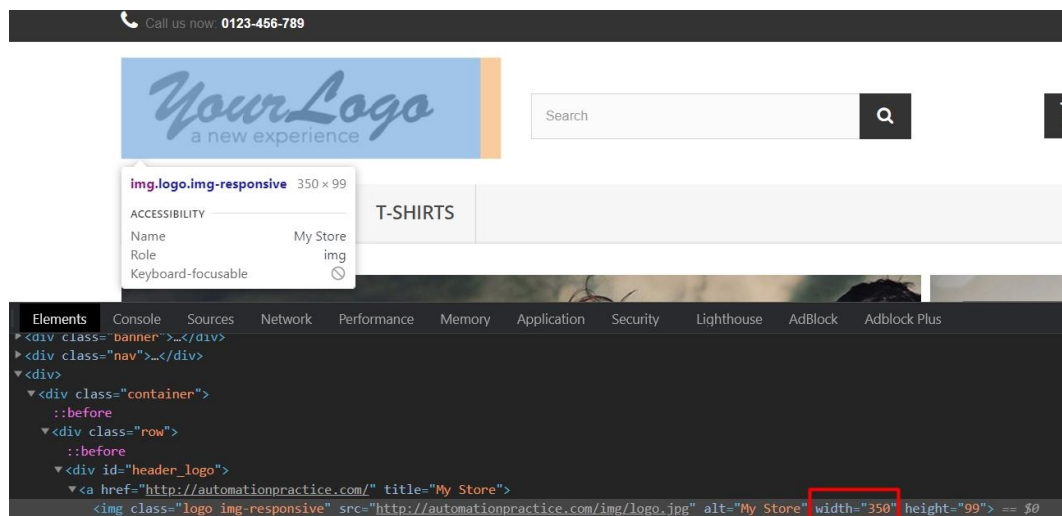 Call us now: 0123-456-789
Your Logo
a new experience
Search
img.logo.img-responsive 350 × 99
ACCESSIBILITY
Name My Store
Role img
Keyboard-focusable
T-SHIRTS
Elements Console Sources Network Performance Memory Application Security Lighthouse AdBlock Adblock Plus
▶<div class="banner">…</div>
▶<div class="nav">…</div>
▼<div>
▼<div class="container">
::before
▼<div class="row">
::before
▼<div id="header_logo">
▼<a href="http://automationpractice.com/" title="My Store">
<img class="logo img-responsive" src="http://automationpractice.com/img/logo.jpg" alt="My Store" width="350" height="99"> == $0